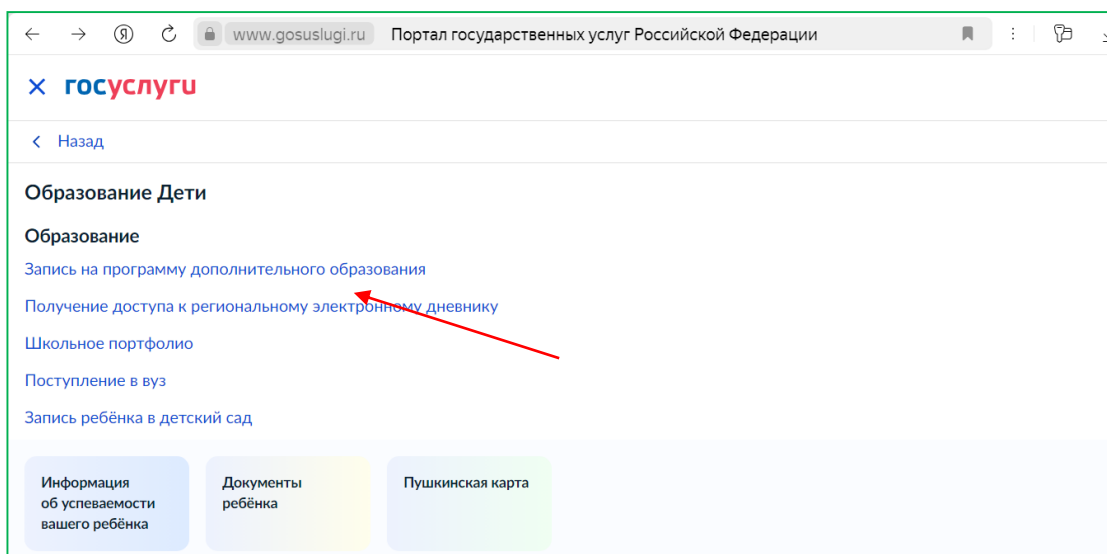 www.gosuslugi.ru Портал государственных услуг Российской Федерации
госуслуги
Назад
Образование Дети
Образование
Запись на программу дополнительного образования
Получение доступа к региональному электронному дневнику
Школьное портфолио
Поступление в вуз
Запись ребёнка в детский сад
Информация
об успеваемости
вашего ребёнка
Документы
ребёнка
Пушкинская карта